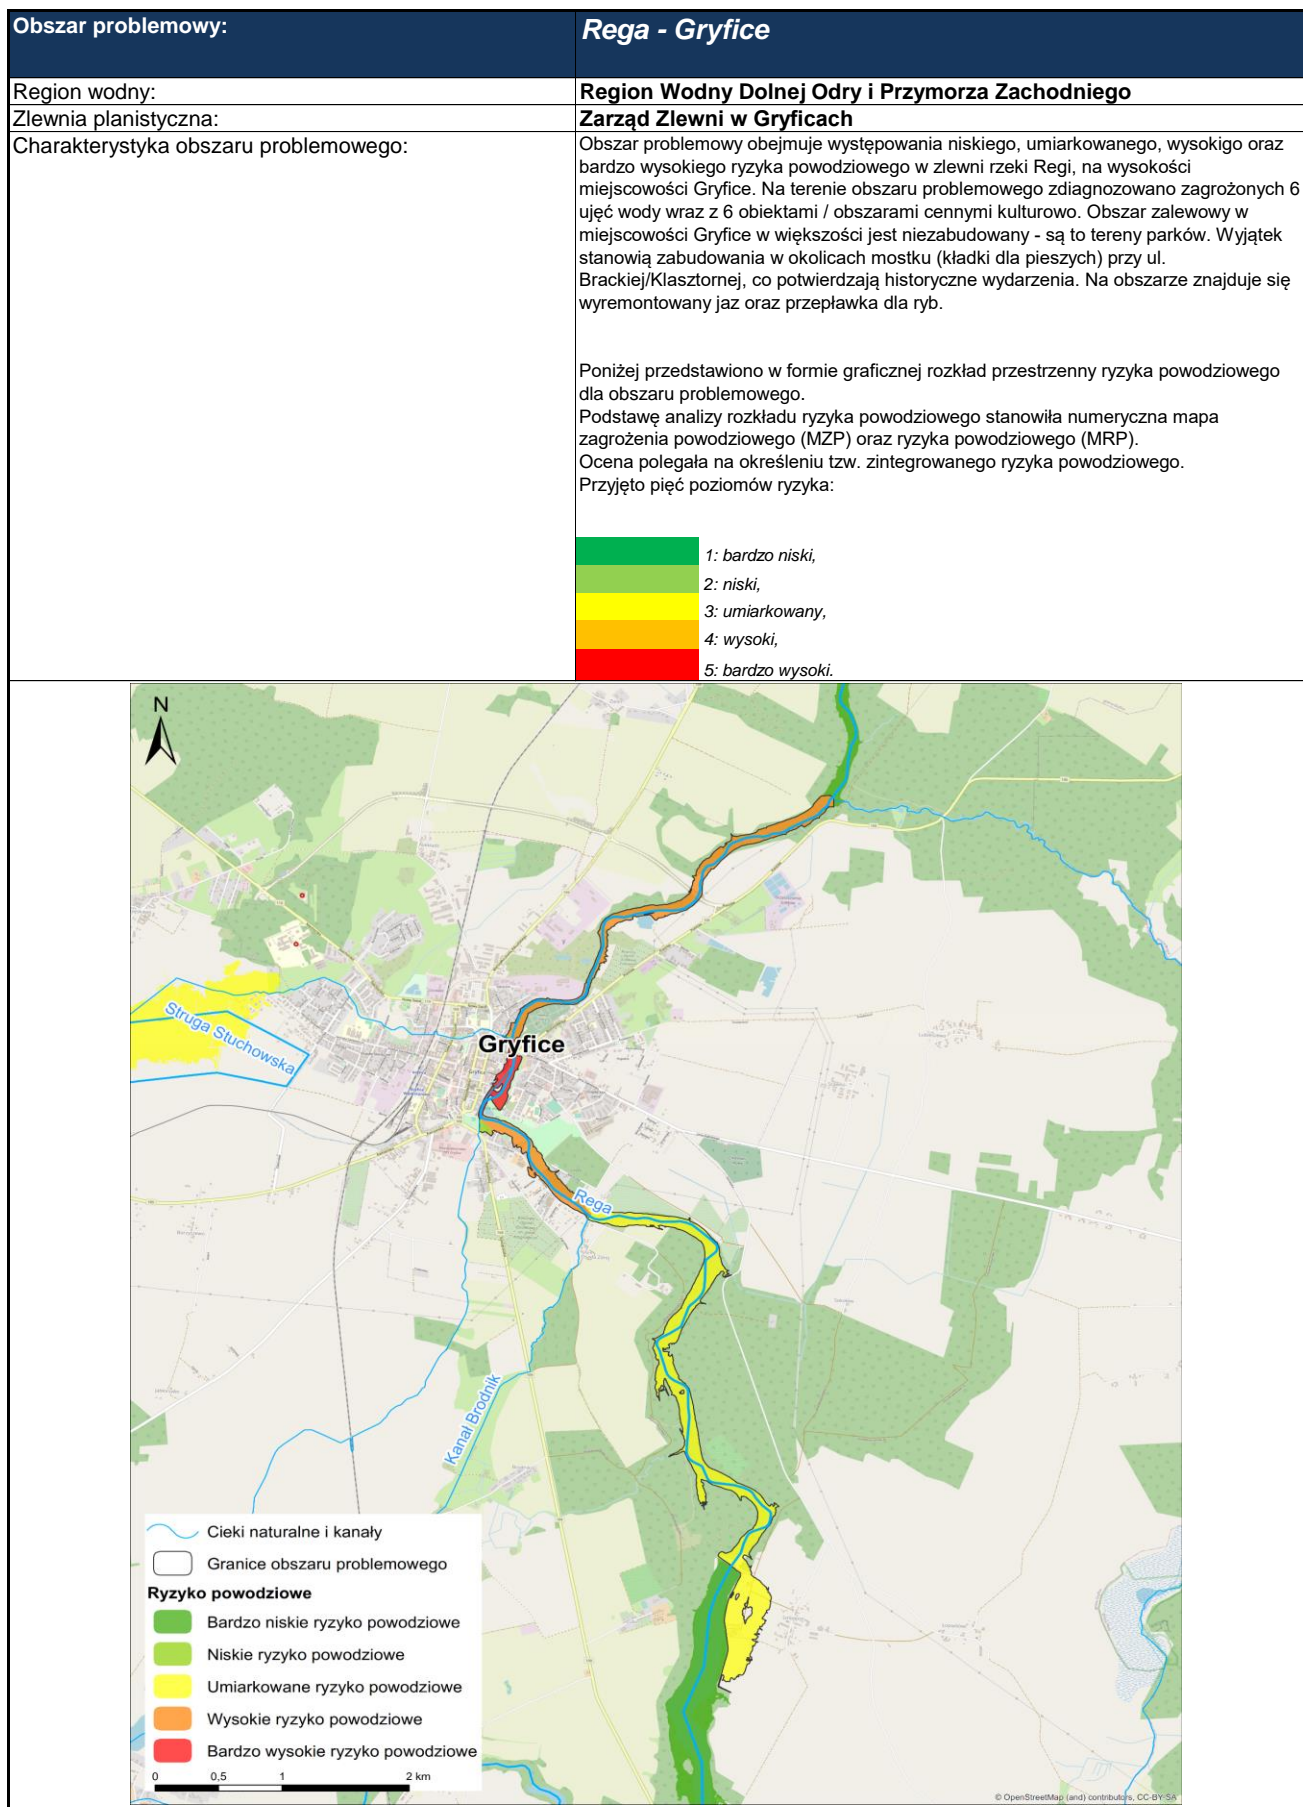 Obszar problemowy:
Rega - Gryfice
Region wodny:
Region Wodny Dolnej Odry i Przymorza Zachodniego
Zlewnia planistyczna:
Zarząd Zlewni w Gryficach
Charakterystyka obszaru problemowego:
Obszar problemowy obejmuje występowania niskiego, umiarkowanego, wysokigo oraz
bardzo wysokiego ryzyka powodziowego w zlewni rzeki Regi, na wysokości
miejscowości Gryfice. Na terenie obszaru problemowego zdiagnozowano zagrożonych 6
ujęć wody wraz z 6 obiektami / obszarami cennymi kulturowo. Obszar zalewowy w
miejscowości Gryfice w większości jest niezabudowany - są to tereny parków. Wyjątek
stanowią zabudowania w okolicach mostku (kładki dla pieszych) przy ul.
Brackiej/Klasztornej, co potwierdzają historyczne wydarzenia. Na obszarze znajduje się
wyremontowany jaz oraz przepławka dla ryb.
Poniżej przedstawiono w formie graficznej rozkład przestrzenny ryzyka powodziowego
dla obszaru problemowego.
Podstawę analizy rozkładu ryzyka powodziowego stanowiła numeryczna mapa
zagrożenia powodziowego (MZP) oraz ryzyka powodziowego (MRP).
Ocena polegała na określeniu tzw. zintegrowanego ryzyka powodziowego.
Przyjęto pięć poziomów ryzyka:
1: bardzo niski,
2: niski,
3: umiarkowany,
4: wysoki,
5: bardzo wysoki.
N
Struga Stuchowska
Gryfice
Rega
Kanał Brodnik
Cieki naturalne i kanały
Granice obszaru problemowego
Ryzyko powodziowe
Bardzo niskie ryzyko powodziowe
Niskie ryzyko powodziowe
Umiarkowane ryzyko powodziowe
Wysokie ryzyko powodziowe
Bardzo wysokie ryzyko powodziowe
0 0,5 1 2 km
© OpenStreetMap (and) contributors, CC-BY-SA